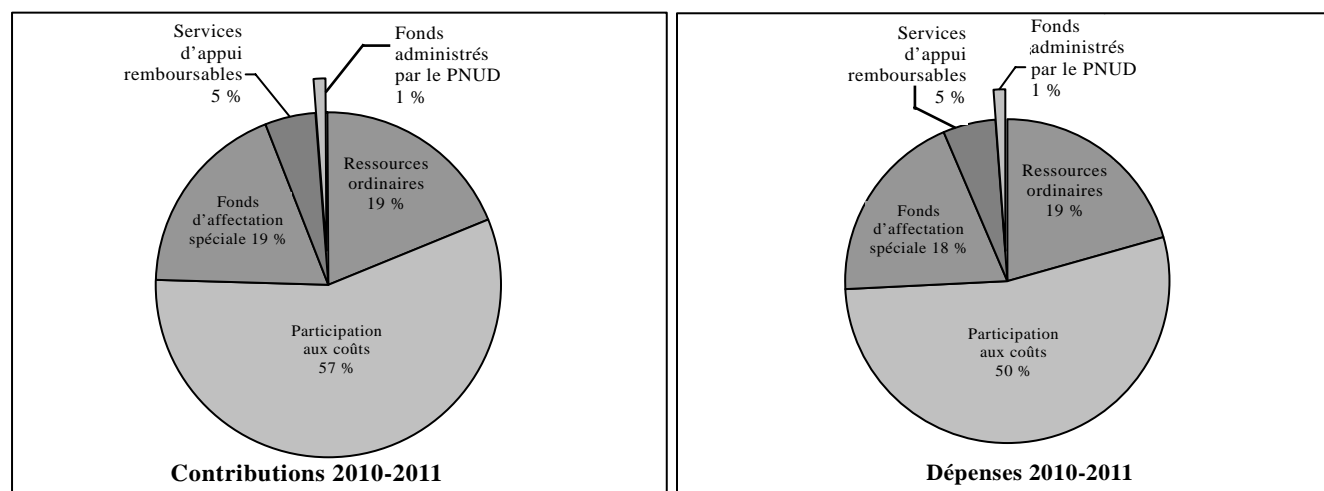 Services
d'appui
remboursables
5 %
Fonds
administrés
par le PNUD
1 %
Ressources
ordinaires
19 %
Fonds
d'affectation
spéciale 19 %
Participation
aux coûts
57 %
Contributions 2010-2011
Services
d'appui
remboursables
5 %
Fonds
administrés
par le PNUD
1 %
Ressources
ordinaires
19 %
Fonds
d'affectation
spéciale 18 %
Participation
aux coûts
50 %
Dépenses 2010-2011